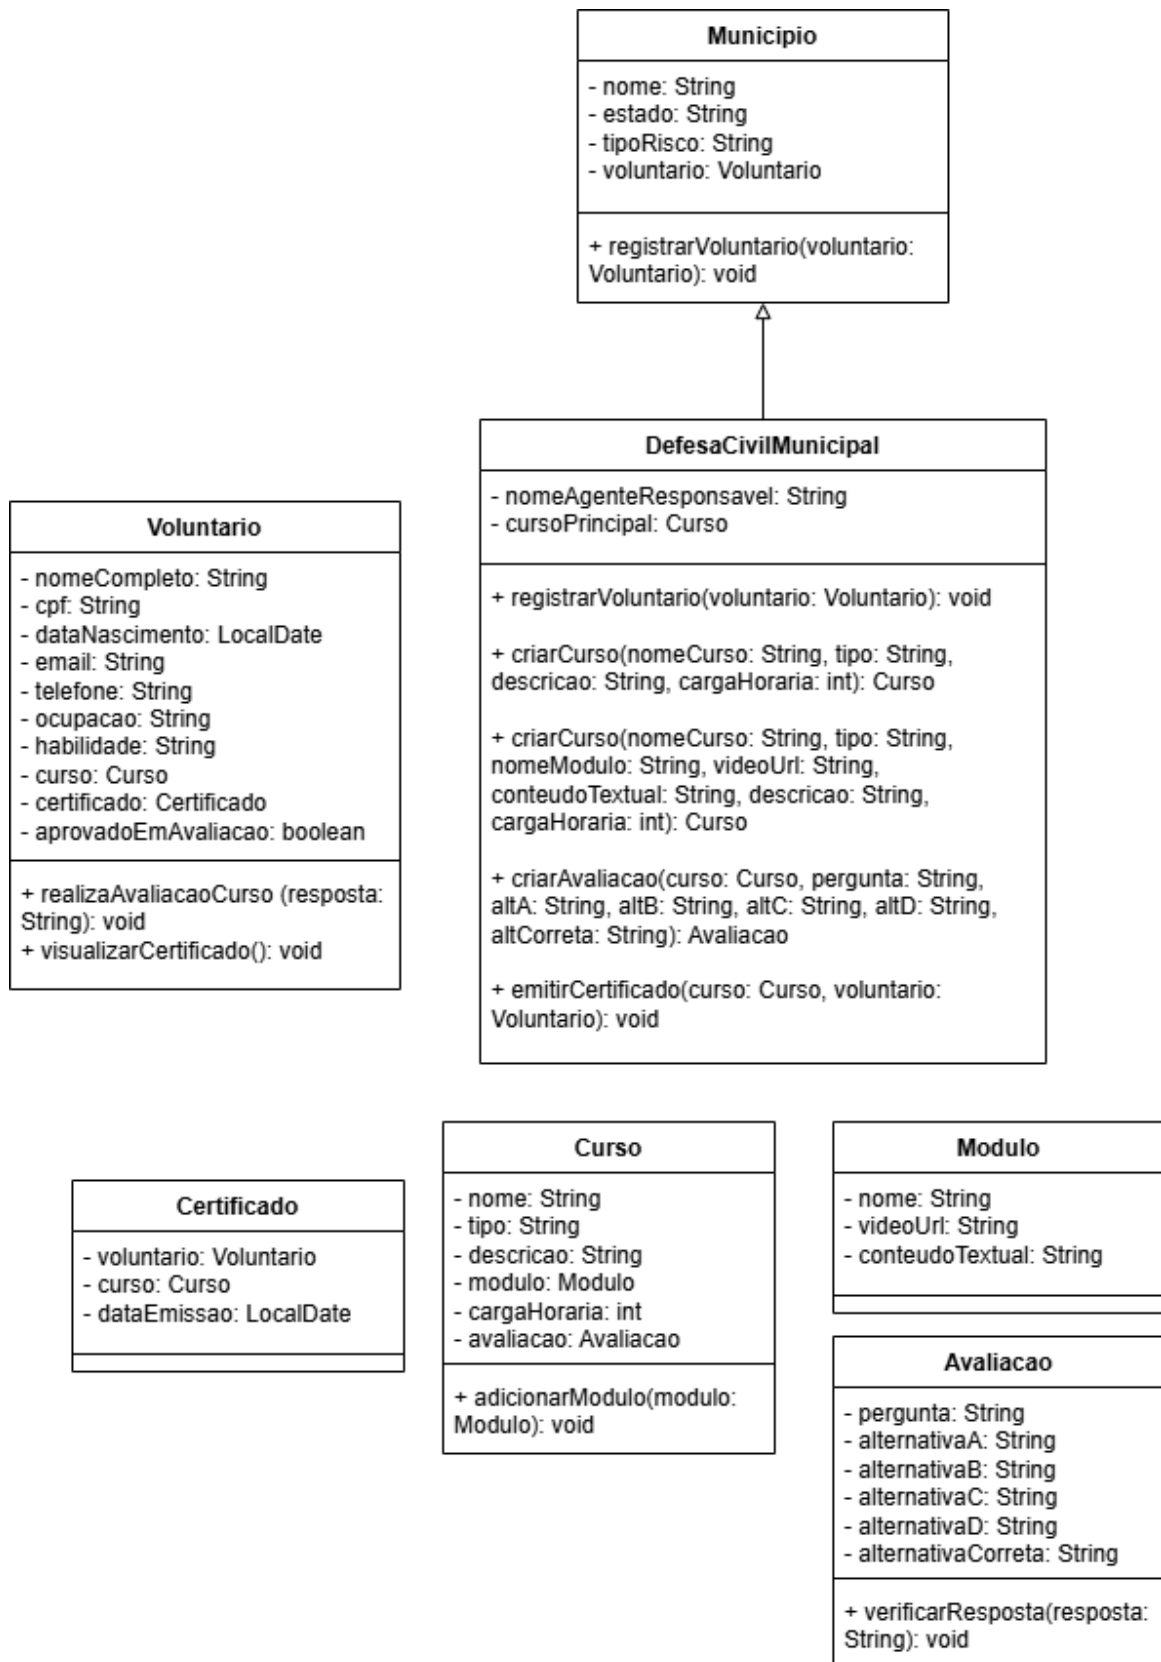 Municipio
- nome: String
- estado: String
- tipoRisco: String
- voluntario: Voluntario
+ registrarVoluntario(voluntario:
Voluntario): void
DefesaCivilMunicipal
- nomeAgenteResponsavel: String
- cursoPrincipal: Curso
+ registrarVoluntario(voluntario: Voluntario): void
+ criarCurso(nomeCurso: String, tipo: String,
descricao: String, cargaHoraria: int): Curso
+ criarCurso(nomeCurso: String, tipo: String,
nomeModulo: String, videoUrl: String,
conteudoTextual: String, descricao: String,
cargaHoraria: int): Curso
+ criarAvaliacao(curso: Curso, pergunta: String,
altA: String, altB: String, altC: String, altD: String,
altCorreta: String): Avaliacao
+ emitirCertificado(curso: Curso, voluntario:
Voluntario): void
Voluntario
- nomeCompleto: String
- cpf: String
- dataNascimento: LocalDate
- email: String
- telefone: String
- ocupacao: String
- habilidade: String
- curso: Curso
- certificado: Certificado
- aprovadoEmAvaliacao: boolean
+ realizaAvaliacaoCurso (resposta:
String): void
+ visualizarCertificado(): void
Certificado
- voluntario: Voluntario
- curso: Curso
- dataEmissao: LocalDate
Curso
- nome: String
- tipo: String
- descricao: String
- modulo: Modulo
- cargaHoraria: int
- avaliacao: Avaliacao
+ adicionarModulo(modulo:
Modulo): void
Modulo
- nome: String
- videoUrl: String
- conteudoTextual: String
Avaliacao
- pergunta: String
- alternativaA: String
- alternativaB: String
- alternativaC: String
- alternativaD: String
- alternativaCorreta: String
+ verificarResposta(resposta:
String): void